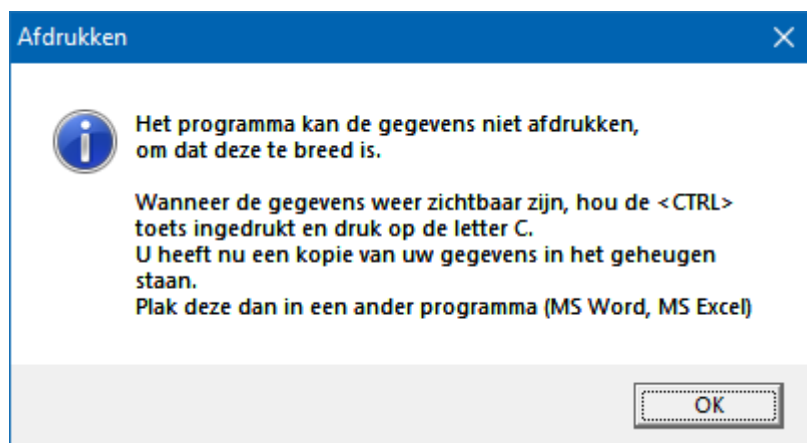 Afdrukken
Het programma kan de gegevens niet afdrukken,
om dat deze te breed is.
Wanneer de gegevens weer zichtbaar zijn, hou de <CTRL>
toets ingedrukt en druk op de letter C.
U heeft nu een kopie van uw gegevens in het geheugen
staan.
Plak deze dan in een ander programma (MS Word, MS Excel)
OK